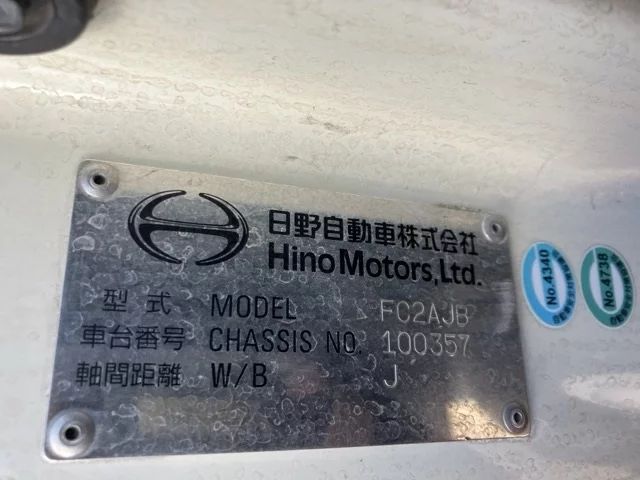 日野自動車株式会社
Hino Motors, Ltd.
型式 MODEL FC2AJB
車台番号 CHASSIS NO. 100357
軸間距離 W/B J
No.4340
No.4738